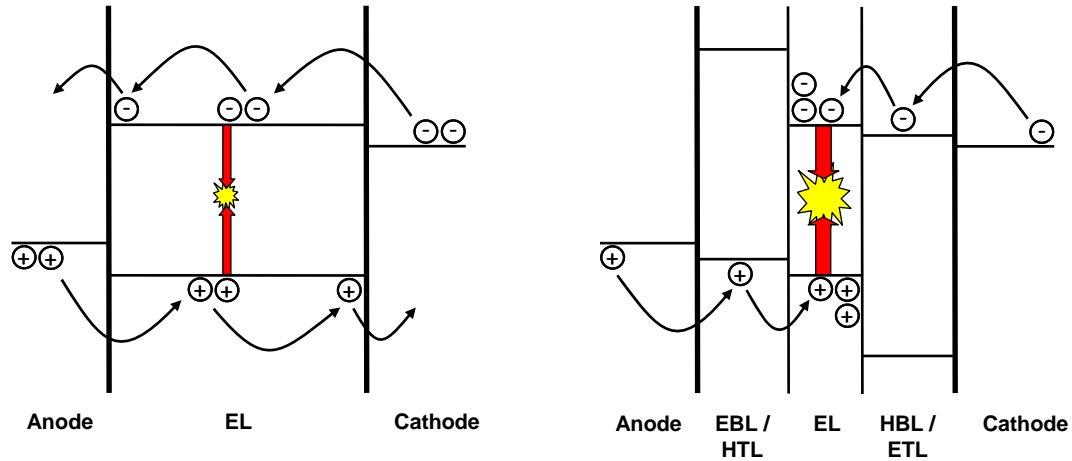 Anode
EL
Cathode
Anode
EBL /
HTL
EL
HBL /
ETL
Cathode